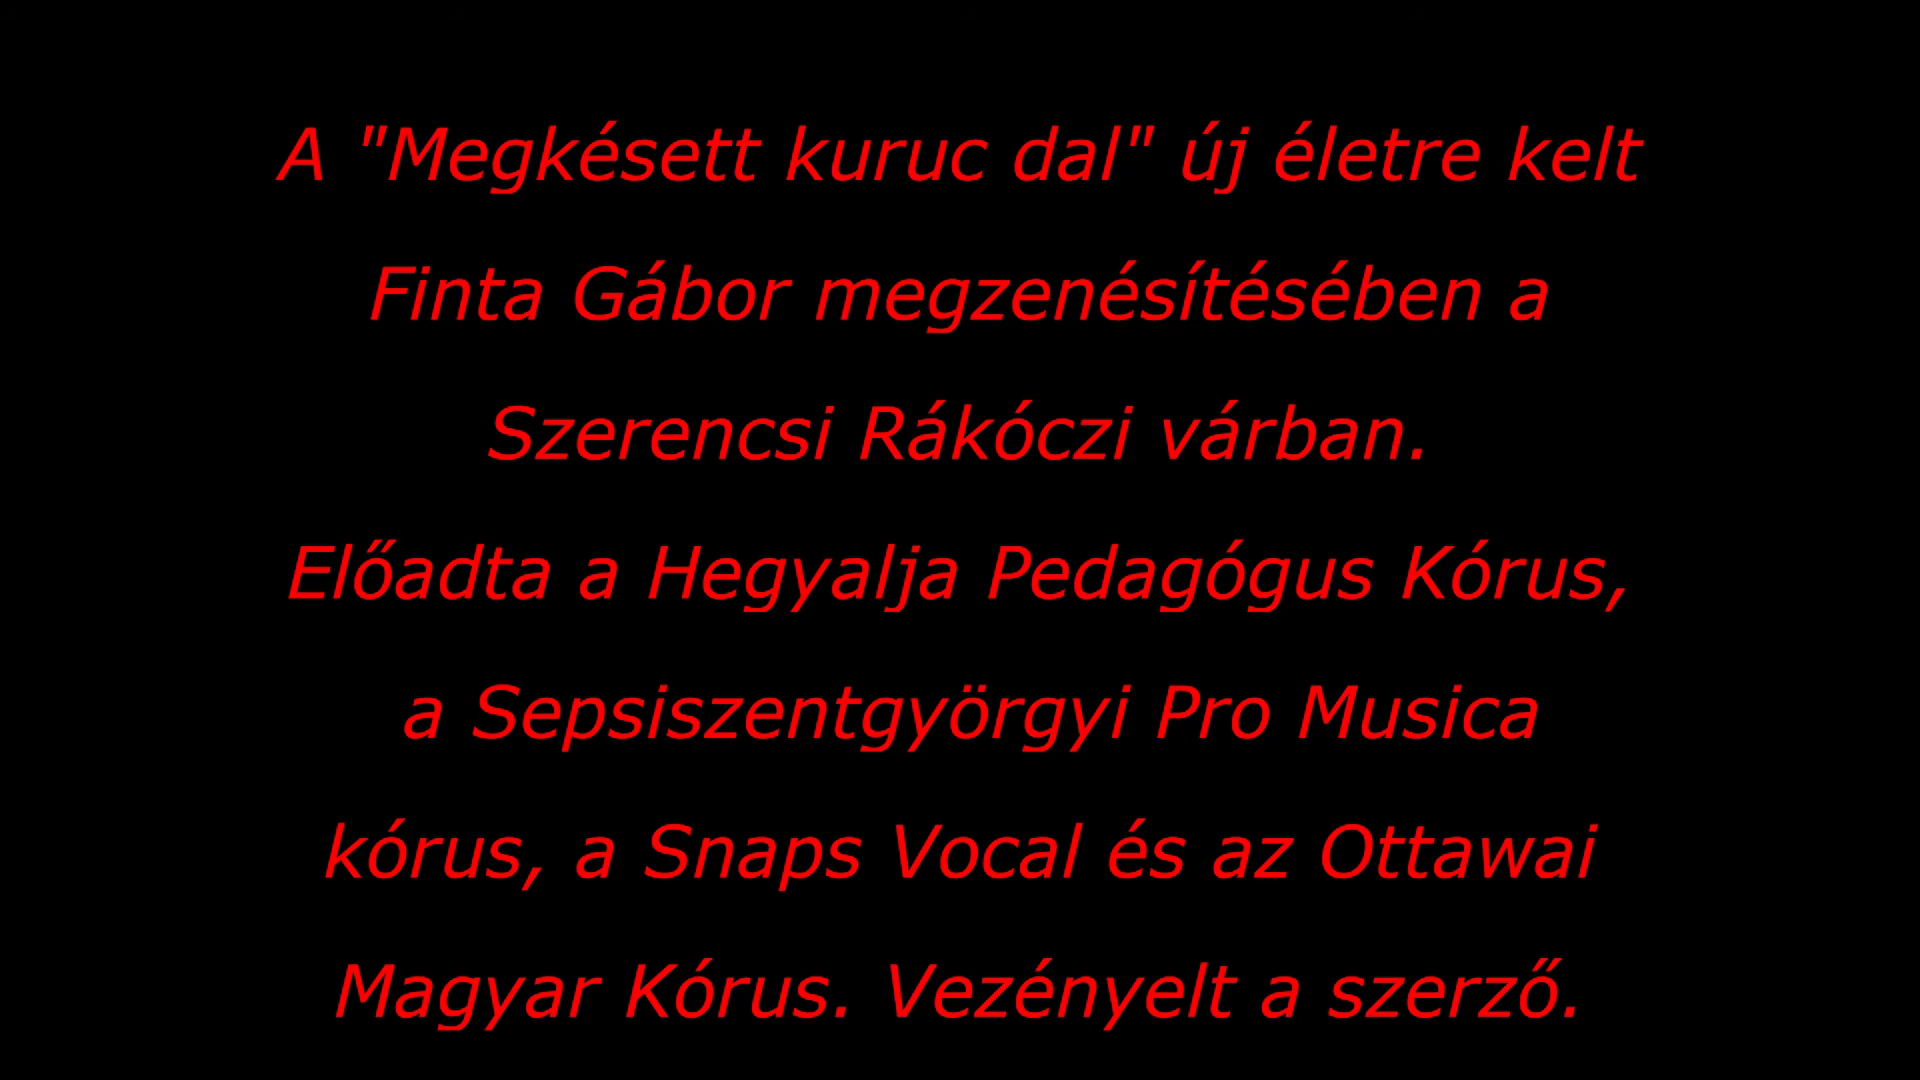 A "Megkésett kuruc dal" új életre kelt
Finta Gábor megzenésítésében a
Szerencsi Rákóczi várban.
Előadta a Hegyalja Pedagógus Kórus,
a Sepsiszentgyörgyi Pro Musica
kórus, a Snaps Vocal és az Ottawai
Magyar Kórus. Vezényelt a szerző.